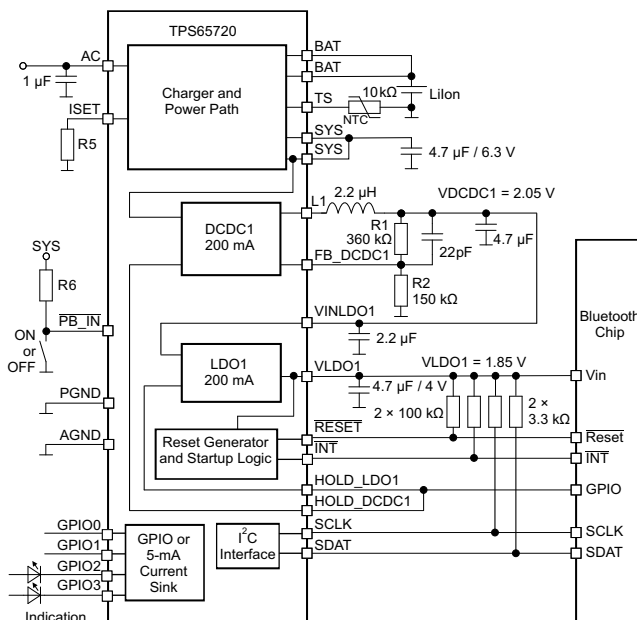 TPS65720
AC
1 μF
ISET
R5
Charger and
Power Path
BAT
BAT
TS
10kΩ
NTC
LiIon
SYS
SYS
4.7 μF / 6.3 V
L1
2.2 μH
VDCDC1 = 2.05 V
DCDC1
200 mA
R1
360 kΩ
22pF
4.7 μF
FB_DCDC1
R2
150 kΩ
SYS
R6
PB_IN
ON
or
OFF
VINLDO1
2.2 μF
Bluetooth
Chip
LDO1
200 mA
VLDO1
VLDO1 = 1.85 V
Vin
4.7 μF / 4 V
2 × 100 kΩ
2 ×
3.3 kΩ
PGND
AGND
Reset Generator
and Startup Logic
RESET
Reset
INT
INT
HOLD_LDO1
GPIO
HOLD_DCDC1
GPIO0
GPIO1
GPIO2
GPIO3
GPIO or
5-mA
Current
Sink
I2C
Interface
SCLK
SCLK
SDAT
SDAT
Indication